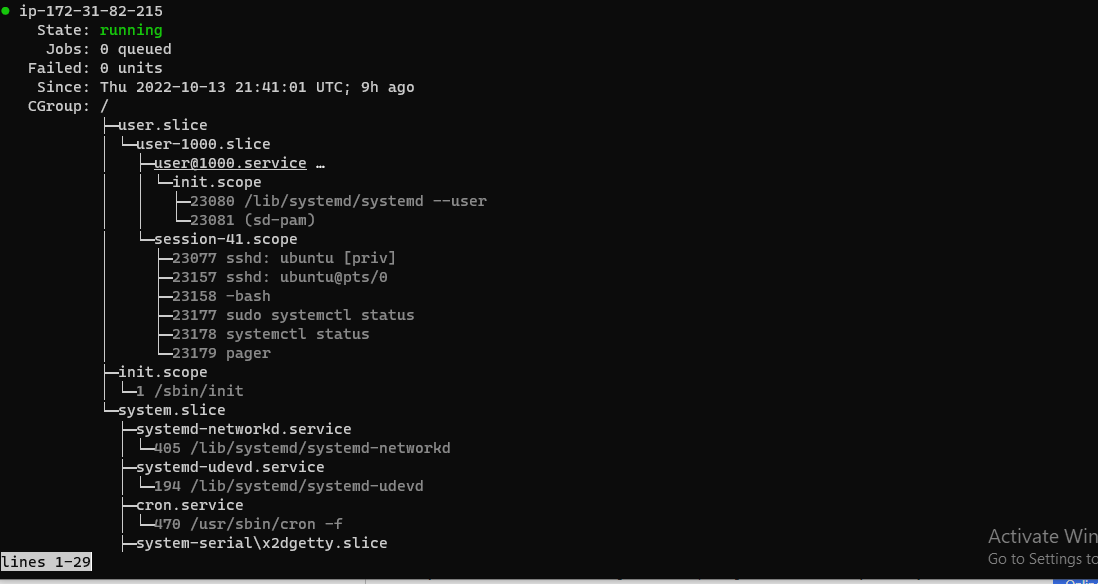 ● ip-172-31-82-215
State: running
Jobs: 0 queued
Failed: 0 units
Since: Thu 2022-10-13 21:41:01 UTC; 9h ago
CGroup: /
├─user.slice
│ └─user-1000.slice
│ ├─user@1000.service …
│ │ └─init.scope
│ │ ├─23080 /lib/systemd/systemd --user
│ │ └─23081 (sd-pam)
│ └─session-41.scope
│ ├─23077 sshd: ubuntu [priv]
│ ├─23157 sshd: ubuntu@pts/0
│ ├─23158 -bash
│ ├─23177 sudo systemctl status
│ ├─23178 systemctl status
│ └─23179 pager
├─init.scope
│ └─1 /sbin/init
└─system.slice
├─systemd-networkd.service
│ └─405 /lib/systemd/systemd-networkd
├─systemd-udevd.service
│ └─194 /lib/systemd/systemd-udevd
├─cron.service
│ └─470 /usr/sbin/cron -f
├─system-serial\x2dgetty.slice
lines 1-29
Activate Win
Go to Settings to